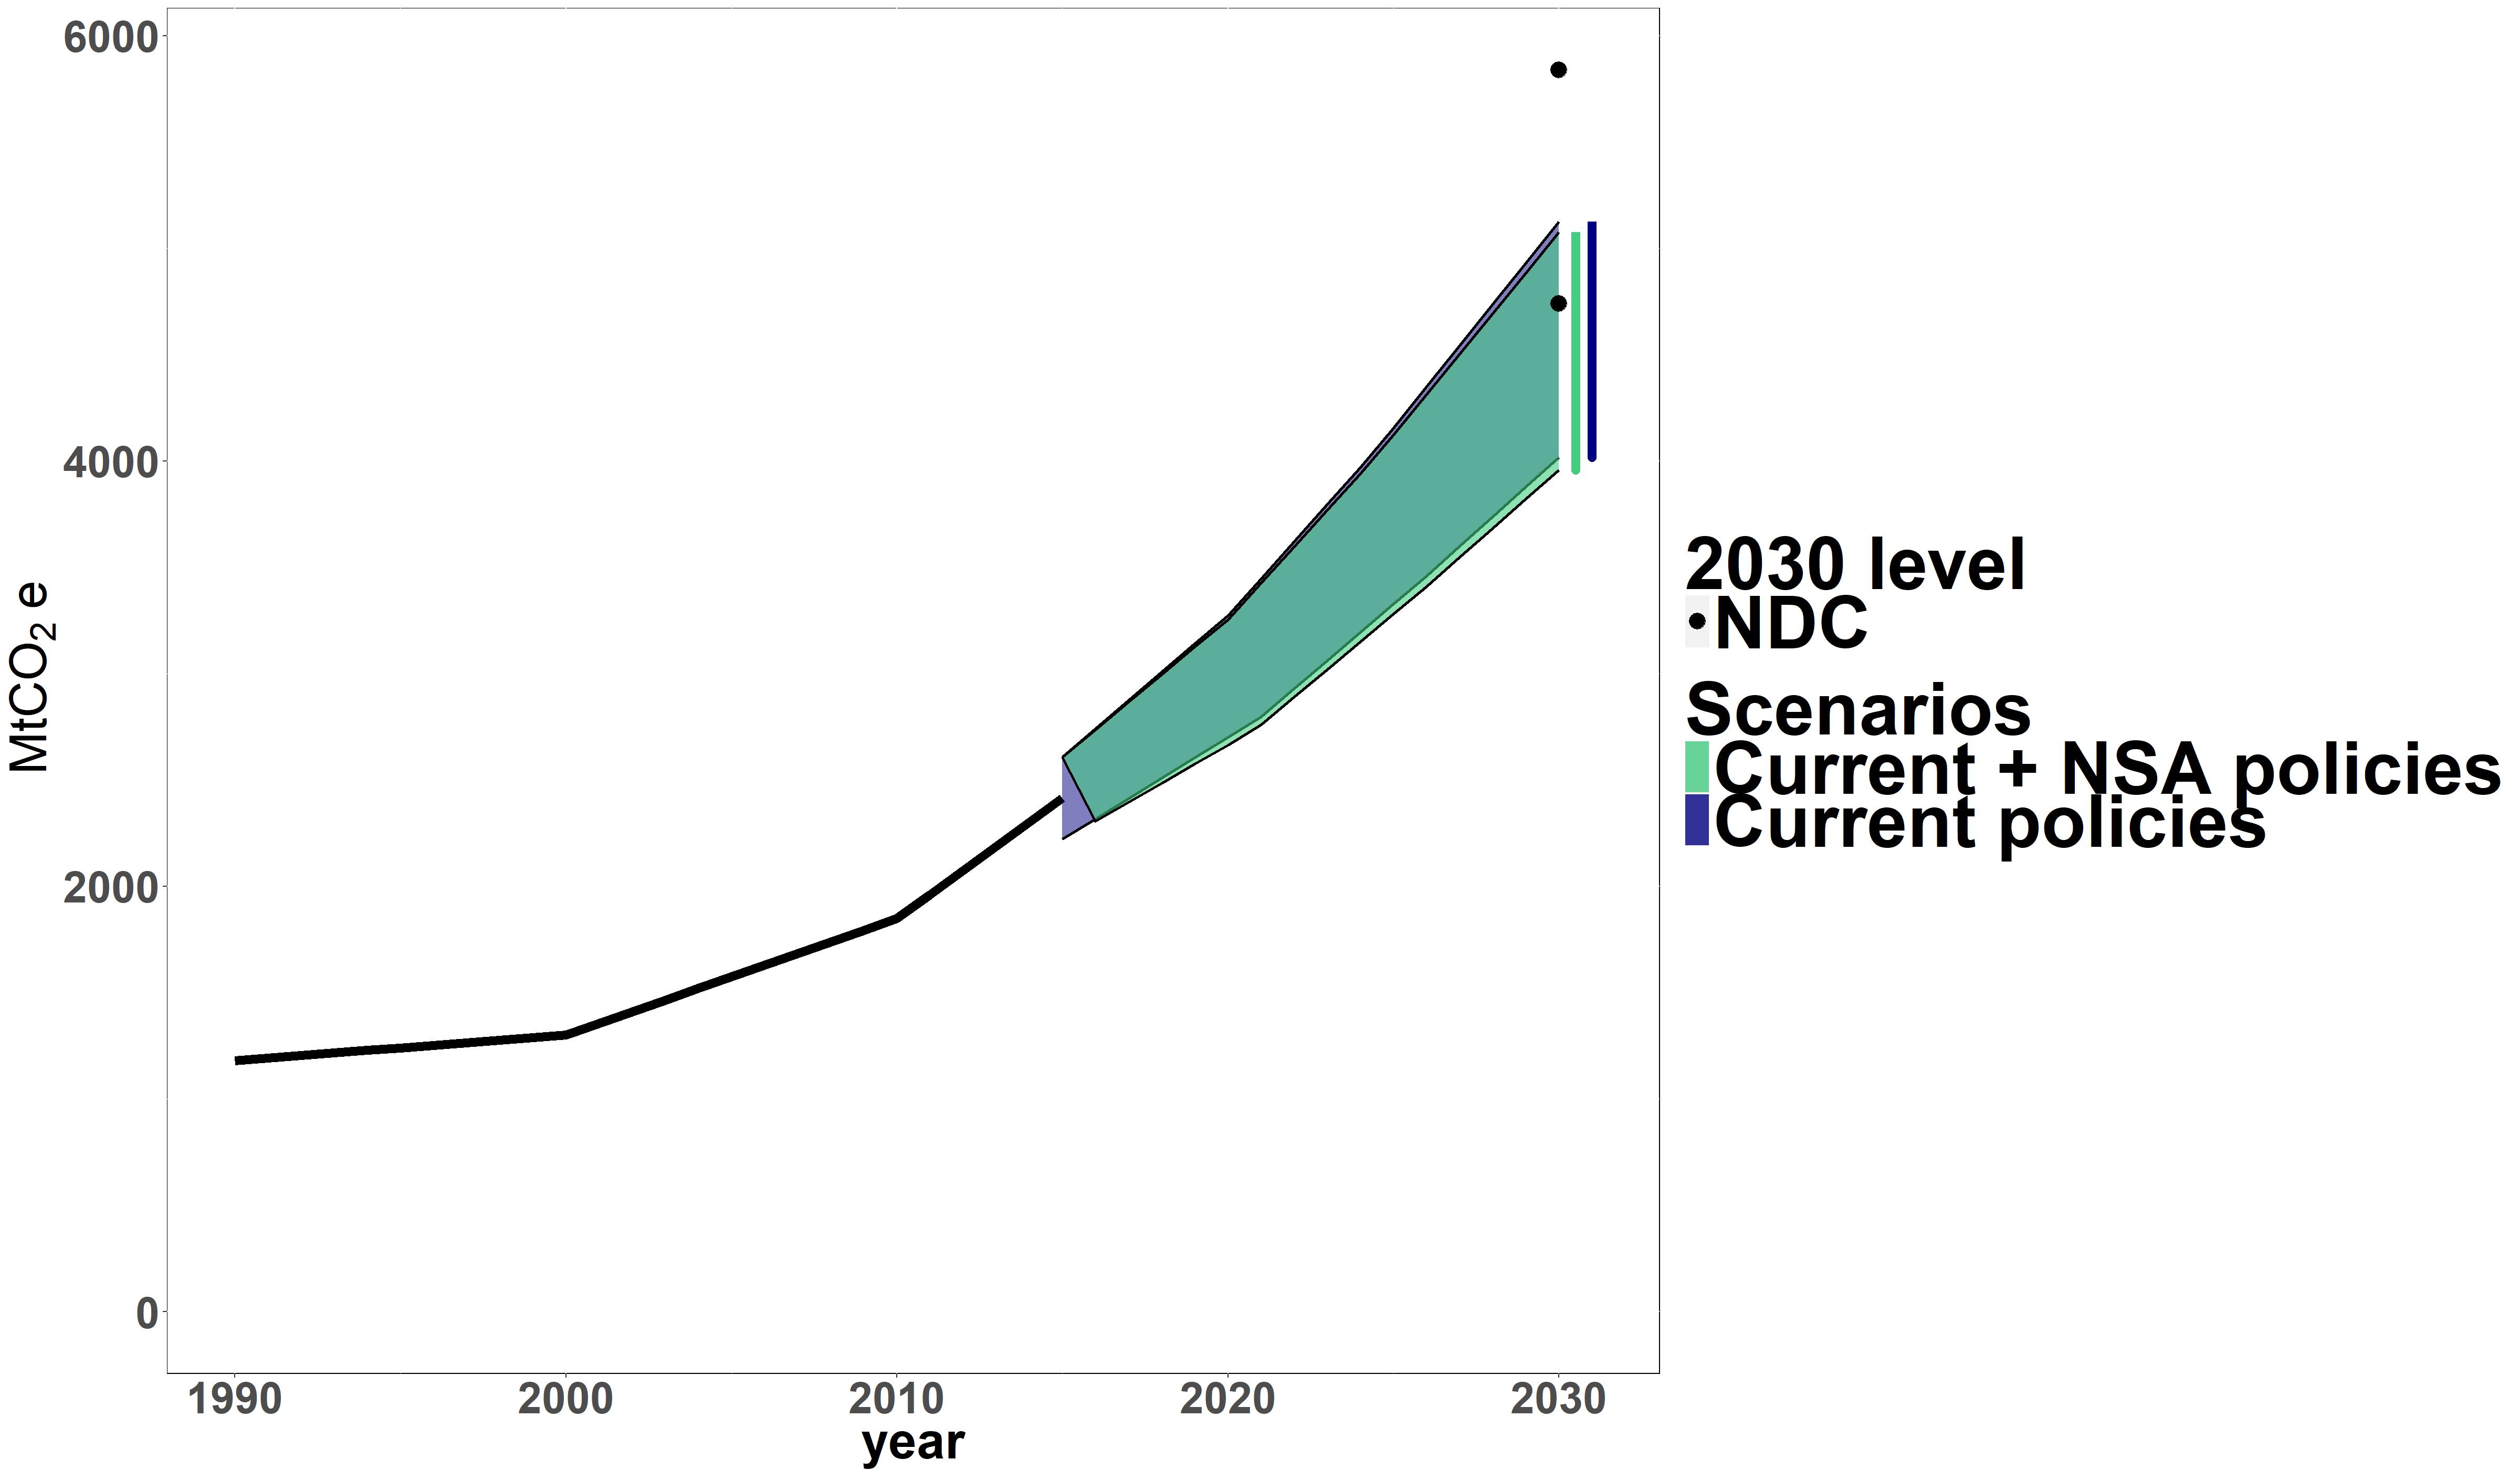 6000
4000
2000
0
MtCO₂ e
1990
2000
2010
2020
2030
year
2030 level
NDC
Scenarios
Current + NSA policies
Current policies